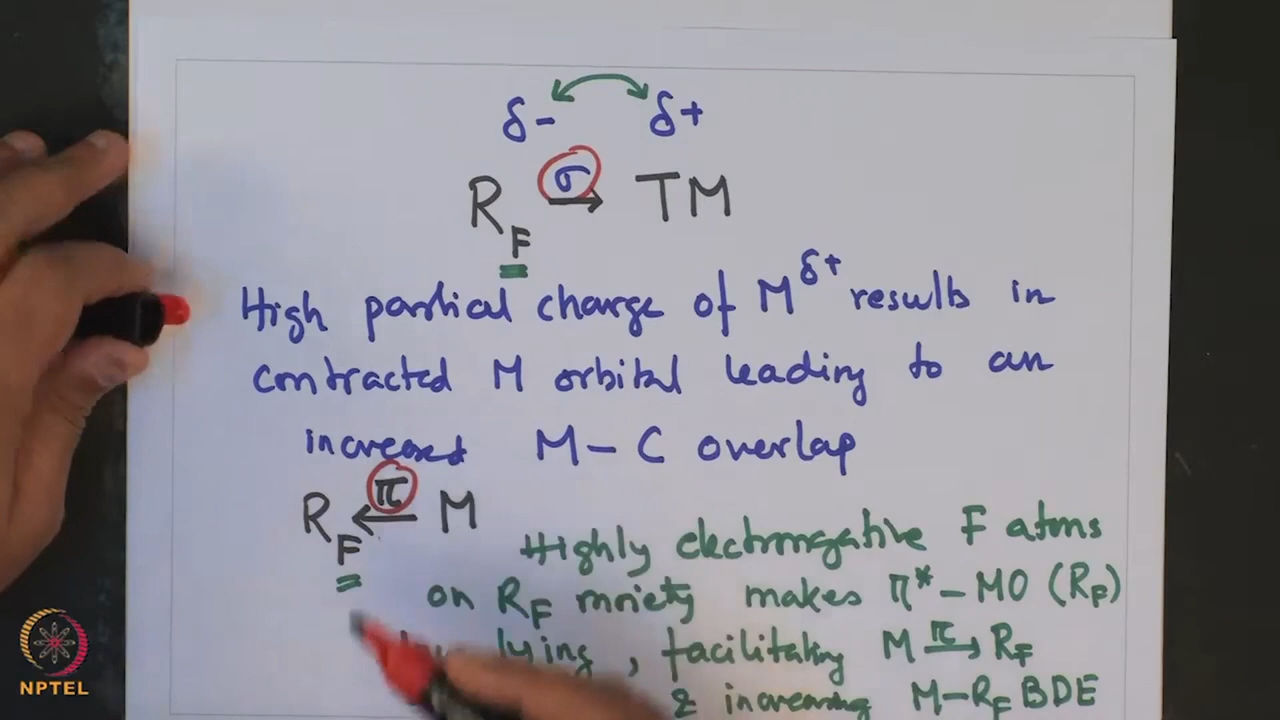 δ- δ+
σ
R_F → TM
High partial charge of M^δ+ results in
contracted M orbital leading to an
increased M-C overlap
R_F ←π M
Highly electronegative F atoms
on R_F moiety makes π*-MO (R_F)
lying, facilitating M π→ R_F
& increasing M-R_F BDE
NPTEL